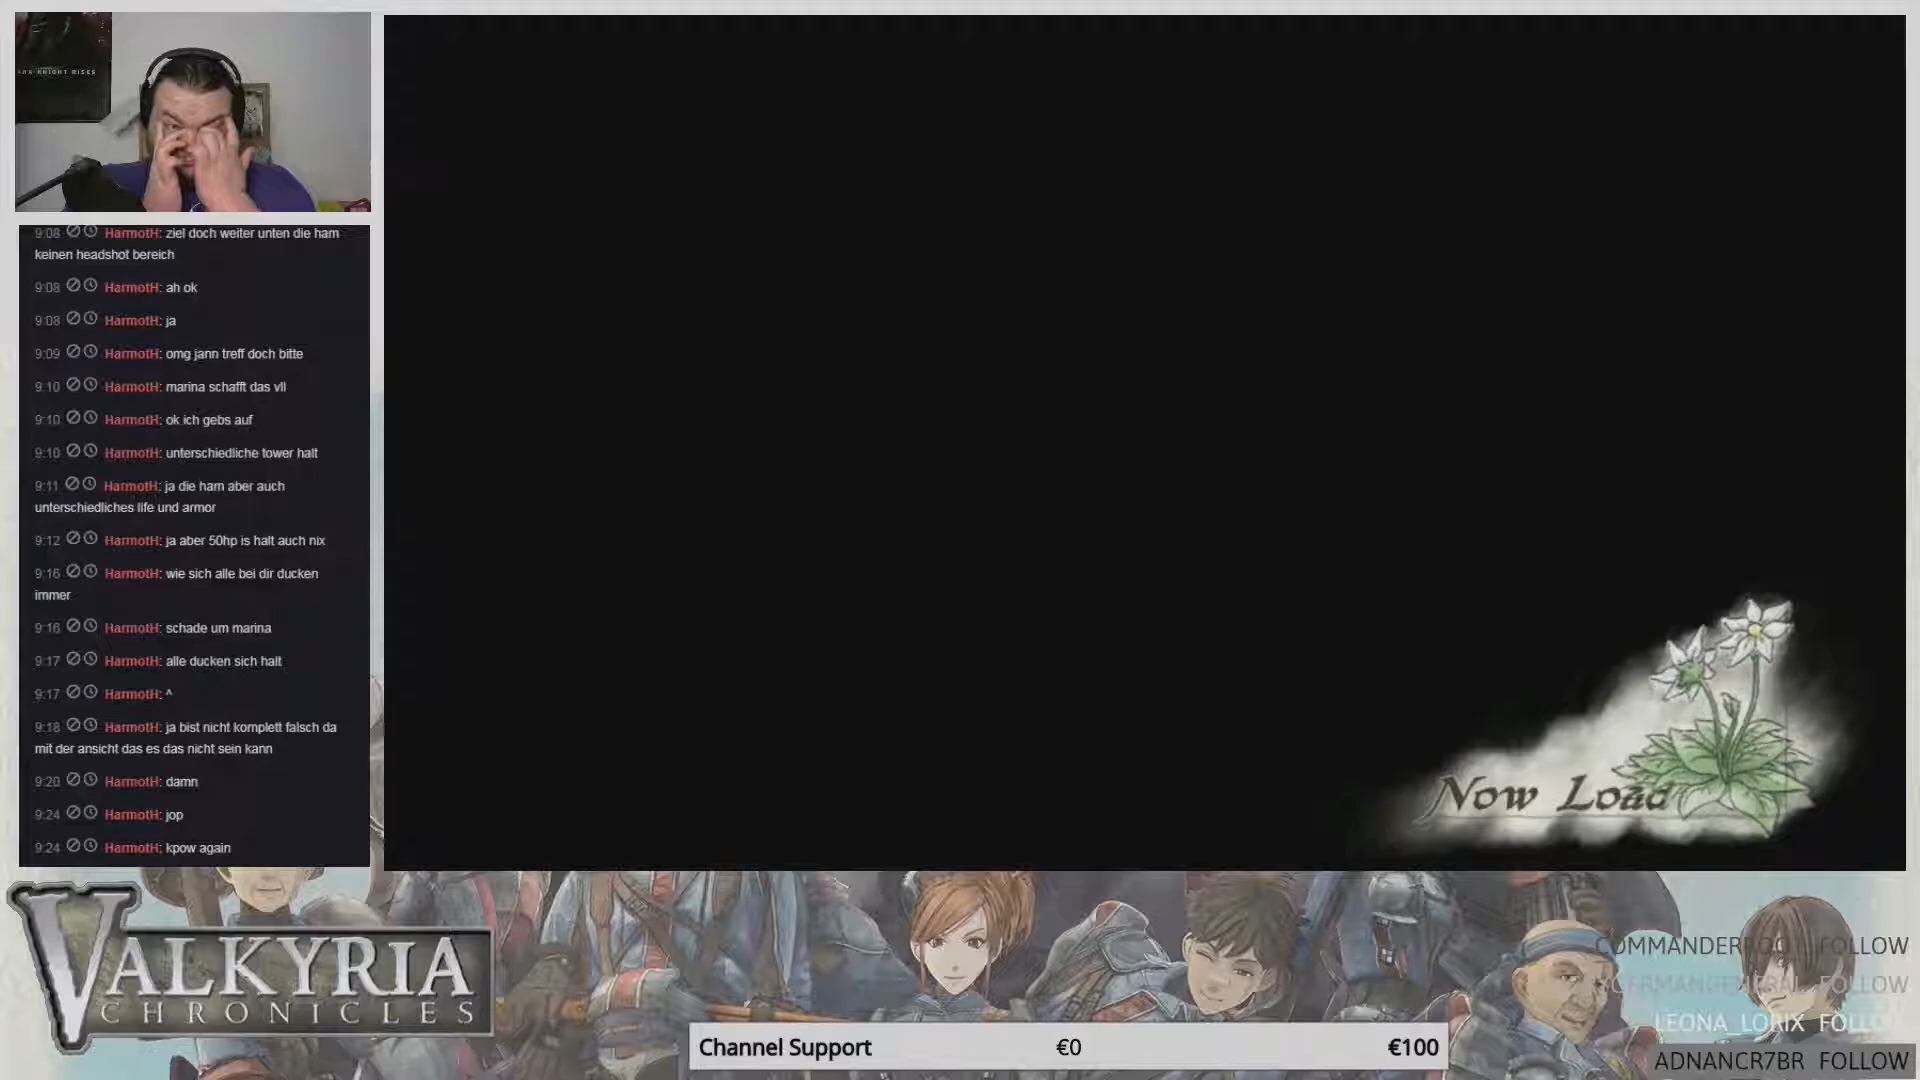 KNIGHT RISES
9:08 HarmotH: ziel doch weiter unten die ham
keinen headshot bereich
9:08 HarmotH: ah ok
9:08 HarmotH: ja
9:09 HarmotH: omg jann treff doch bitte
9:10 HarmotH: marina schafft das vll
9:10 HarmotH: ok ich gebs auf
9:10 HarmotH: unterschiedliche tower halt
9:11 HarmotH: ja die ham aber auch
unterschiedliches life und armor
9:12 HarmotH: ja aber 50hp is halt auch nix
9:16 HarmotH: wie sich alle bei dir ducken
immer
9:16 HarmotH: schade um marina
9:17 HarmotH: alle ducken sich halt
9:17 HarmotH: ^
9:18 HarmotH: ja bist nicht komplett falsch da
mit der ansicht das es das nicht sein kann
9:20 HarmotH: damn
9:24 HarmotH: jop
9:24 HarmotH: kpow again
Now Load
VALKYRIA
CHRONICLES
Channel Support €0 €100
FOLLOW
FOLLOW
LEONA_LORIX FOLLOW
ADNANCR7BR FOLLOW